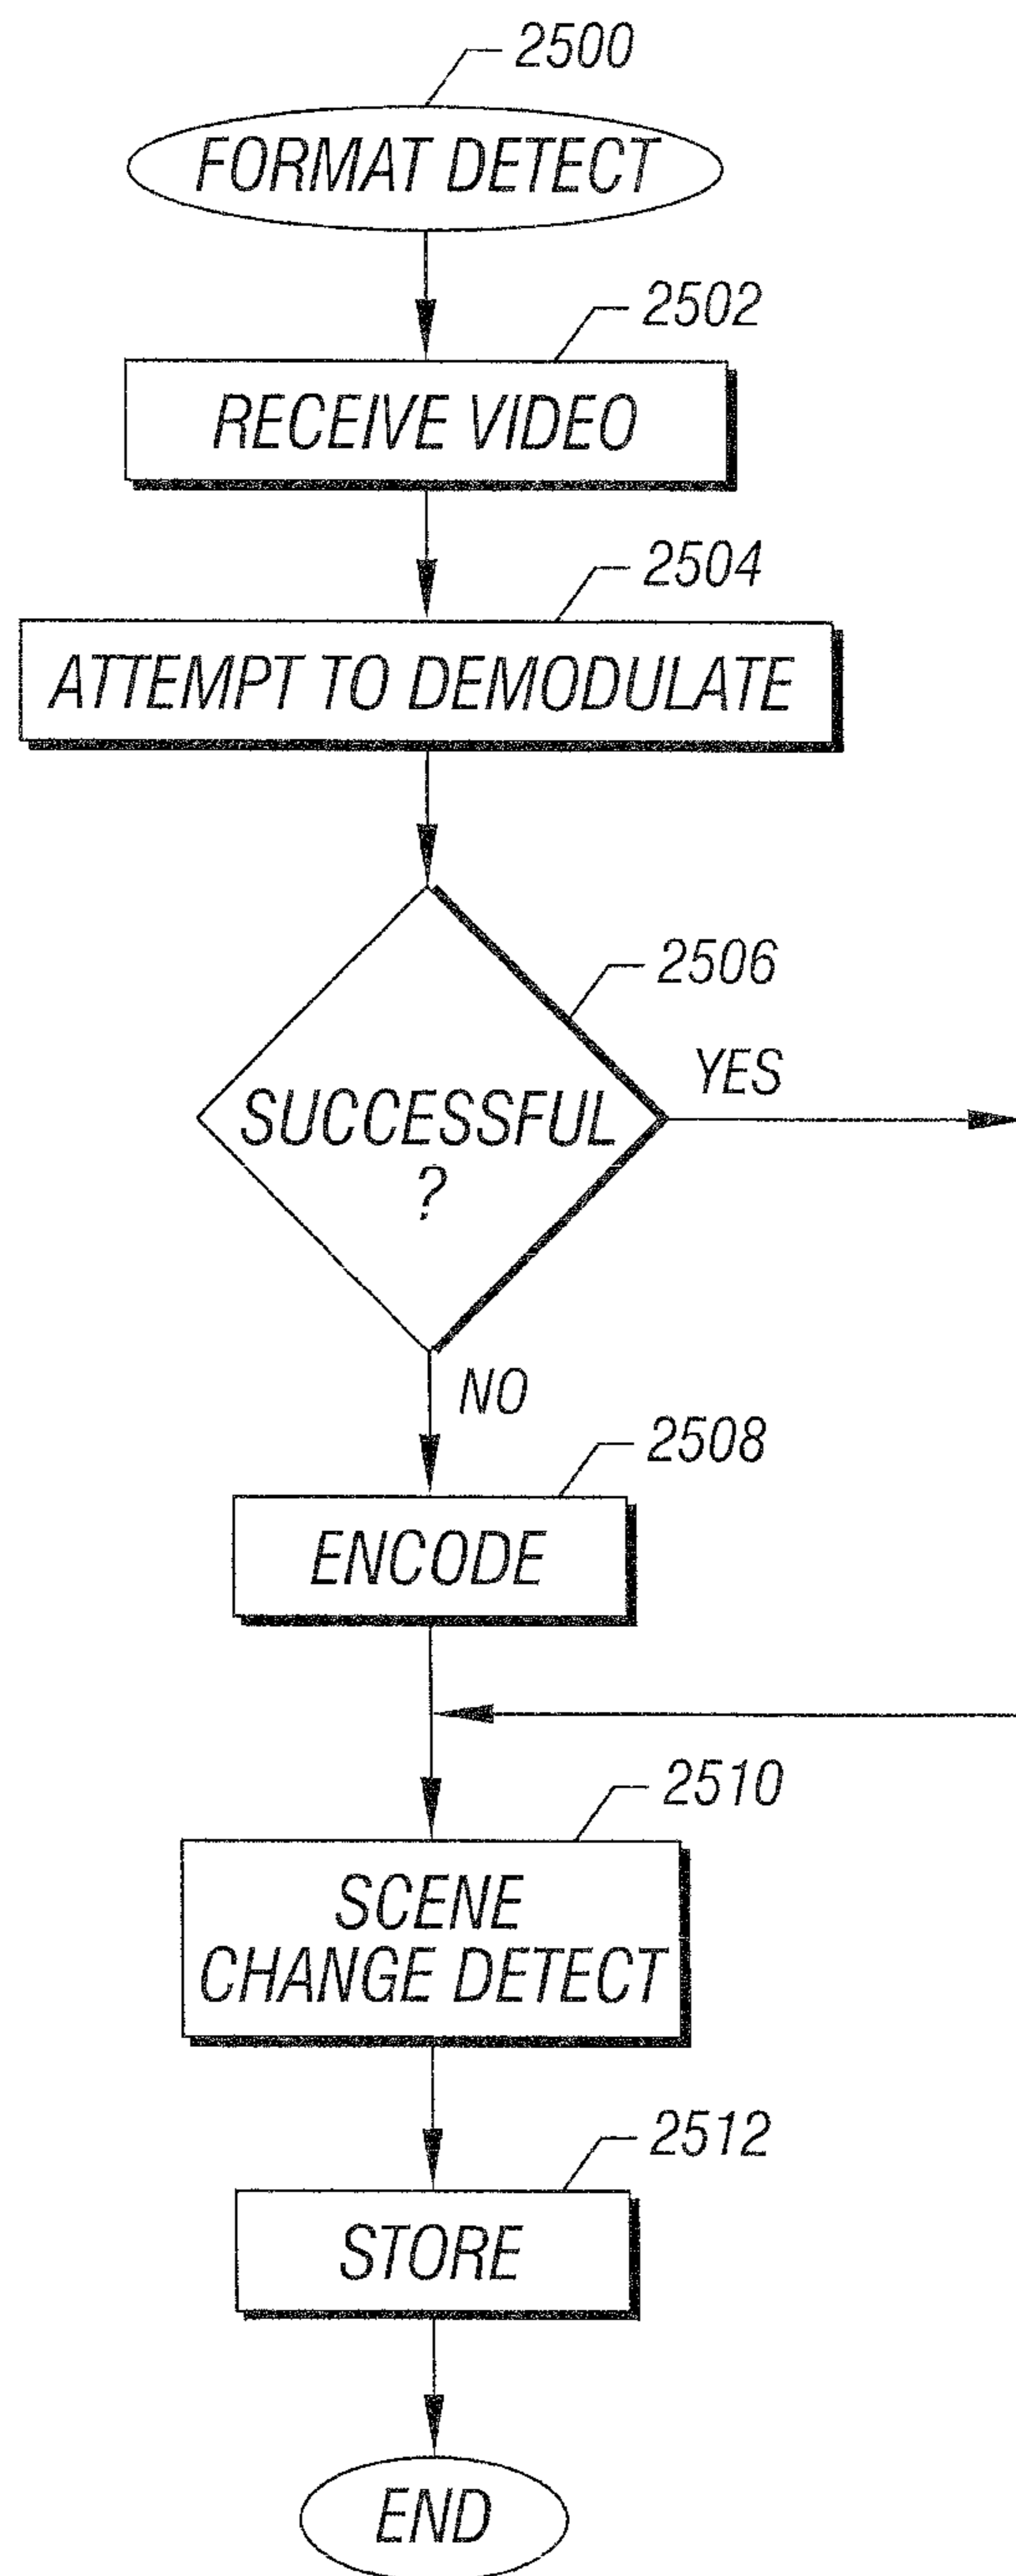 2500
FORMAT DETECT
2502
RECEIVE VIDEO
2504
ATTEMPT TO DEMODULATE
2506
YES
SUCCESSFUL
?
NO
2508
ENCODE
2510
SCENE
CHANGE DETECT
2512
STORE
END